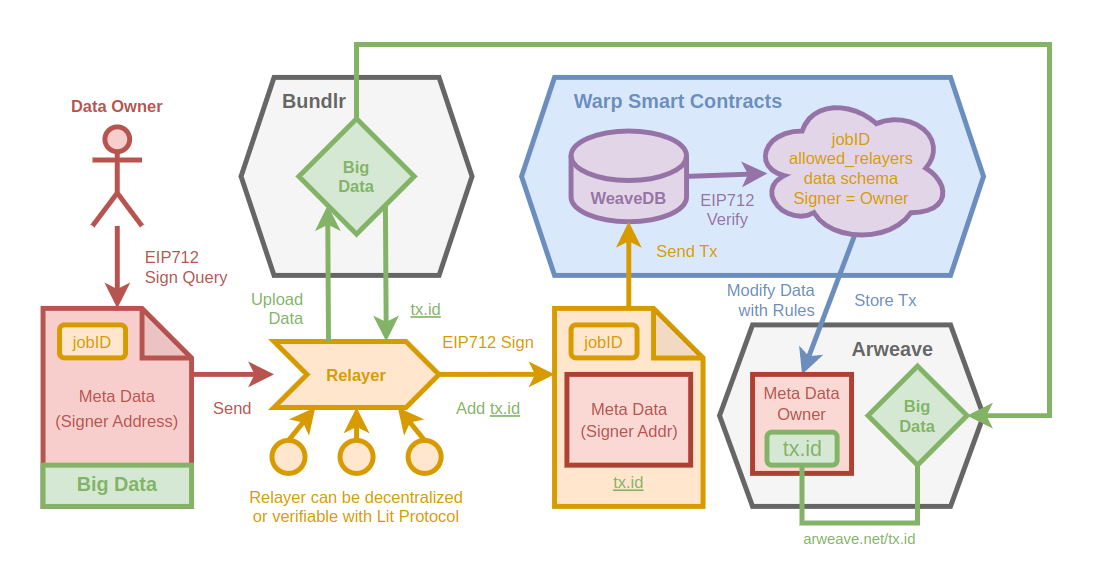 Data Owner
EIP712
Sign Query
jobID
Meta Data
(Signer Address)
Big Data
Send
Bundlr
Big
Data
Upload
Data
tx.id
Relayer
Relayer can be decentralized
or verifiable with Lit Protocol
EIP712 Sign
Add tx.id
jobID
Meta Data
(Signer Addr)
tx.id
Send Tx
Warp Smart Contracts
WeaveDB
EIP712
Verify
jobID
allowed_relayers
data schema
Signer = Owner
Modify Data
with Rules
Store Tx
Arweave
Meta Data
Owner
tx.id
Big
Data
arweave.net/tx.id